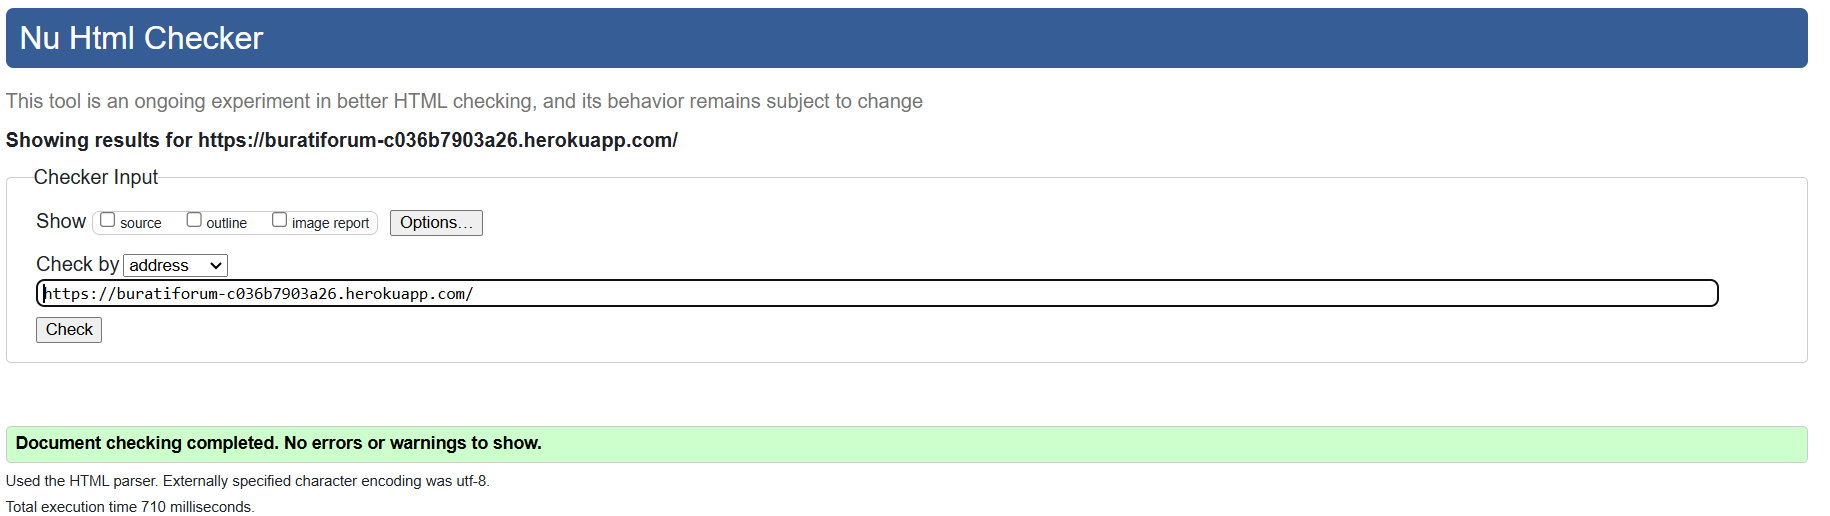 Nu Html Checker
This tool is an ongoing experiment in better HTML checking, and its behavior remains subject to change
Showing results for https://buratiforum-c036b7903a26.herokuapp.com/
Checker Input
Show source outline image report Options…
Check by address
https://buratiforum-c036b7903a26.herokuapp.com/
Check
Document checking completed. No errors or warnings to show.
Used the HTML parser. Externally specified character encoding was utf-8.
Total execution time 710 milliseconds.